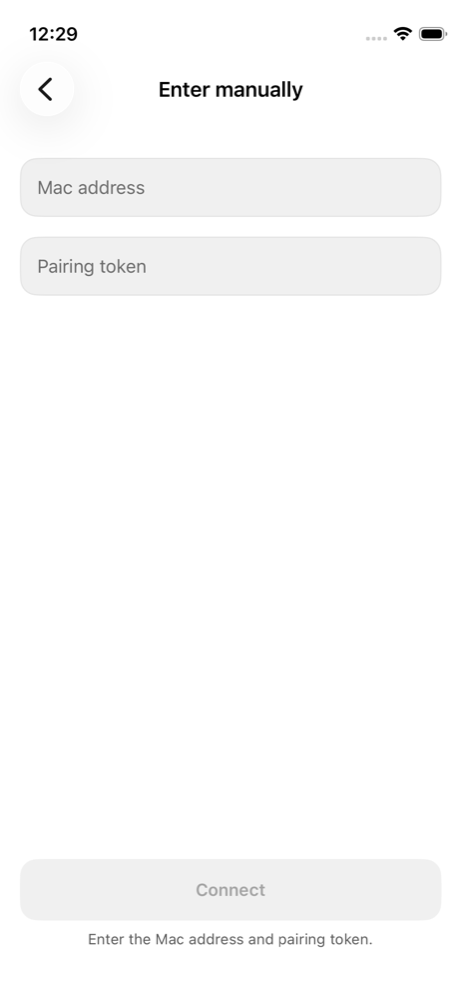 12:29
Enter manually
Mac address
Pairing token
Connect
Enter the Mac address and pairing token.